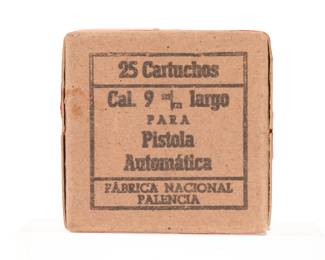 25 Cartuchos
Cal. 9 m/m largo
PARA
Pistola
Automática
FÁBRICA NACIONAL
PALENCIA